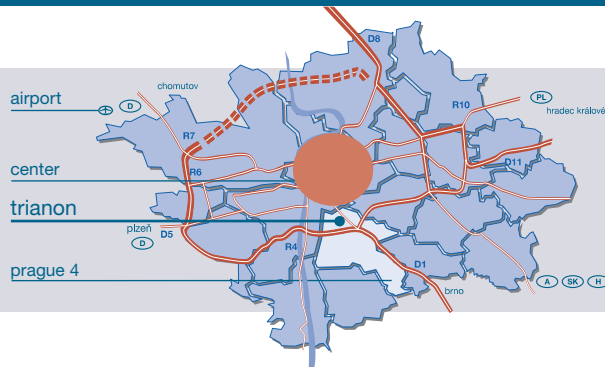 D8
chomutov
airport
D
PL
R10
hradec králové
R7
D11
center
R6
trianon
plzeň
D5
D
R4
prague 4
D1
A SK H
brno